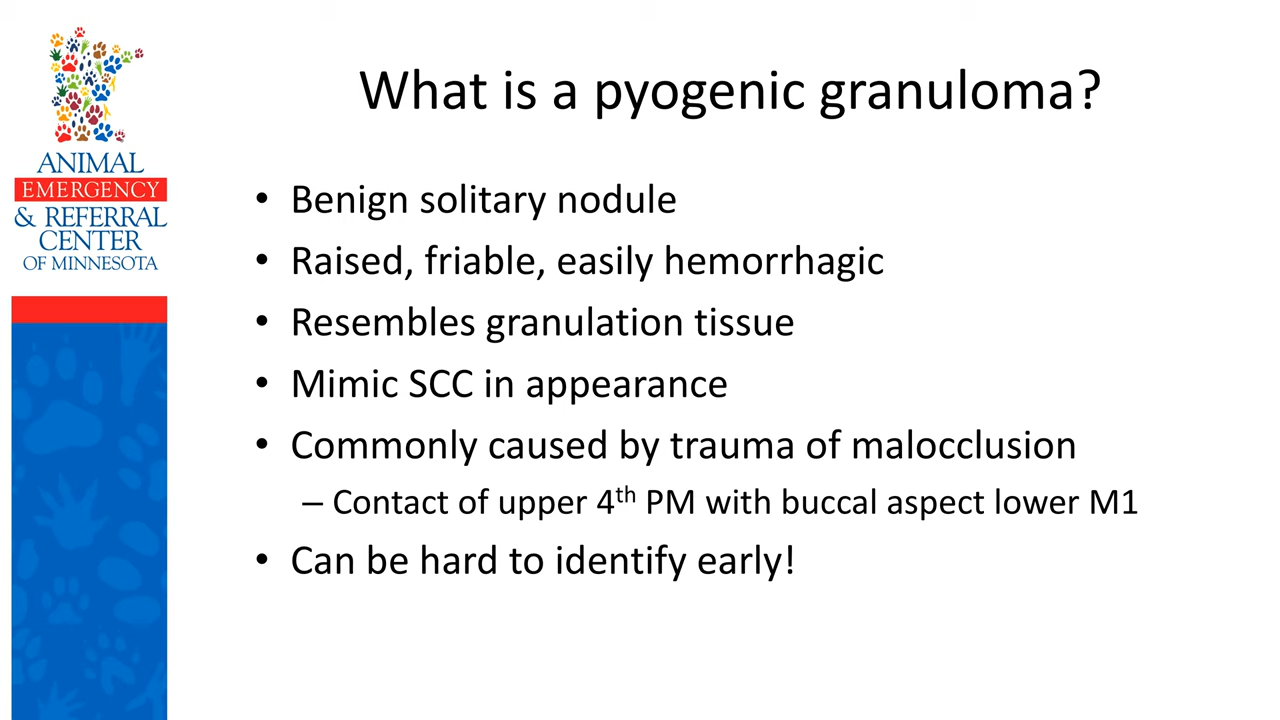 What is a pyogenic granuloma?
ANIMAL
EMERGENCY
& REFERRAL
CENTER
OF MINNESOTA
• Benign solitary nodule
• Raised, friable, easily hemorrhagic
• Resembles granulation tissue
• Mimic SCC in appearance
• Commonly caused by trauma of malocclusion
– Contact of upper 4th PM with buccal aspect lower M1
• Can be hard to identify early!